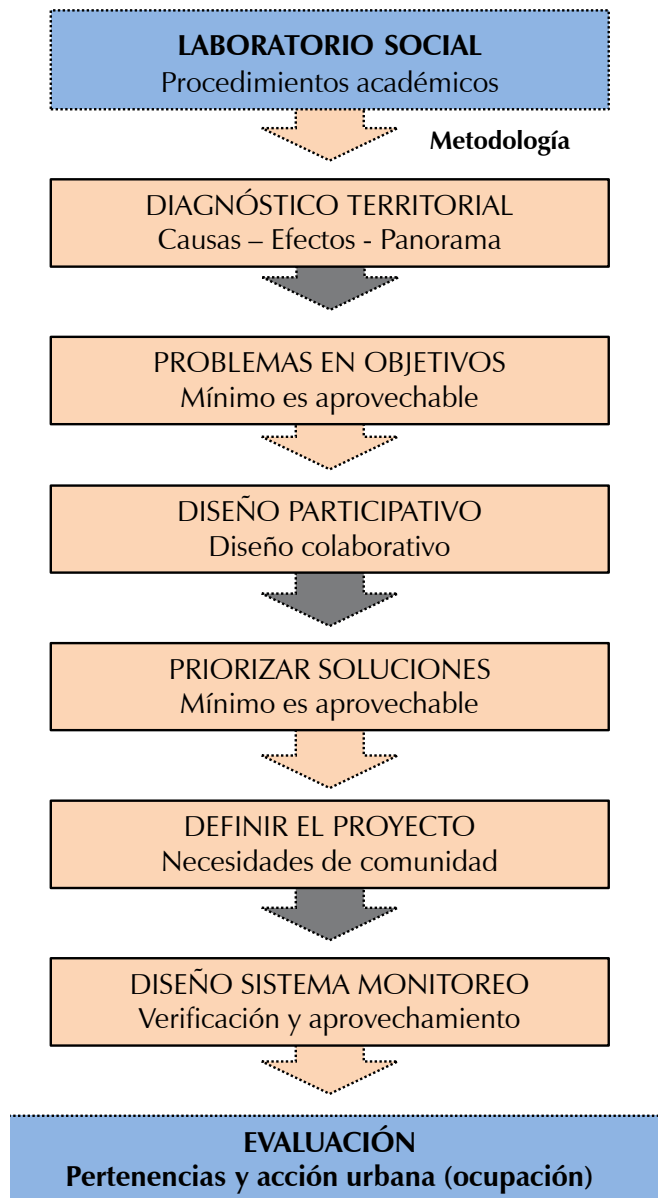 LABORATORIO SOCIAL
Procedimientos académicos
Metodología
DIAGNÓSTICO TERRITORIAL
Causas – Efectos - Panorama
PROBLEMAS EN OBJETIVOS
Mínimo es aprovechable
DISEÑO PARTICIPATIVO
Diseño colaborativo
PRIORIZAR SOLUCIONES
Mínimo es aprovechable
DEFINIR EL PROYECTO
Necesidades de comunidad
DISEÑO SISTEMA MONITOREO
Verificación y aprovechamiento
EVALUACIÓN
Pertenencias y acción urbana (ocupación)